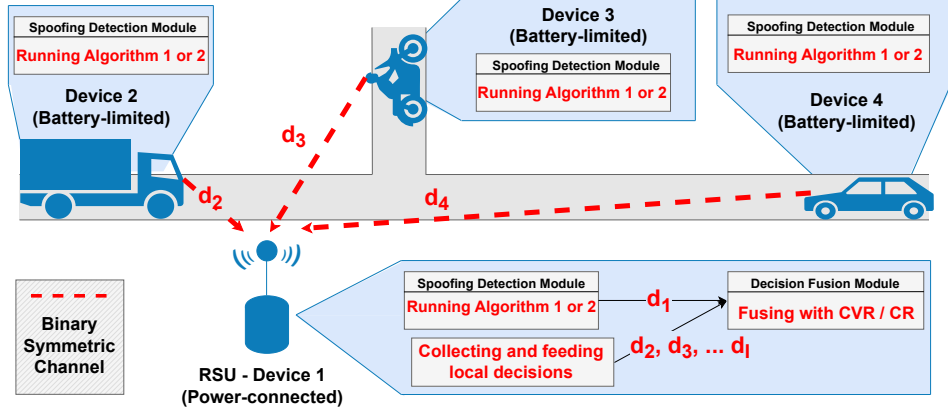 Spoofing Detection Module
Running Algorithm 1 or 2
Device 2
(Battery-limited)
Device 3
(Battery-limited)
Spoofing Detection Module
Running Algorithm 1 or 2
Spoofing Detection Module
Running Algorithm 1 or 2
Device 4
(Battery-limited)
d2
d3
d4
Binary
Symmetric
Channel
RSU - Device 1
(Power-connected)
Spoofing Detection Module
Running Algorithm 1 or 2
d1
Collecting and feeding
local decisions
d2, d3, ... dI
Decision Fusion Module
Fusing with CVR / CR